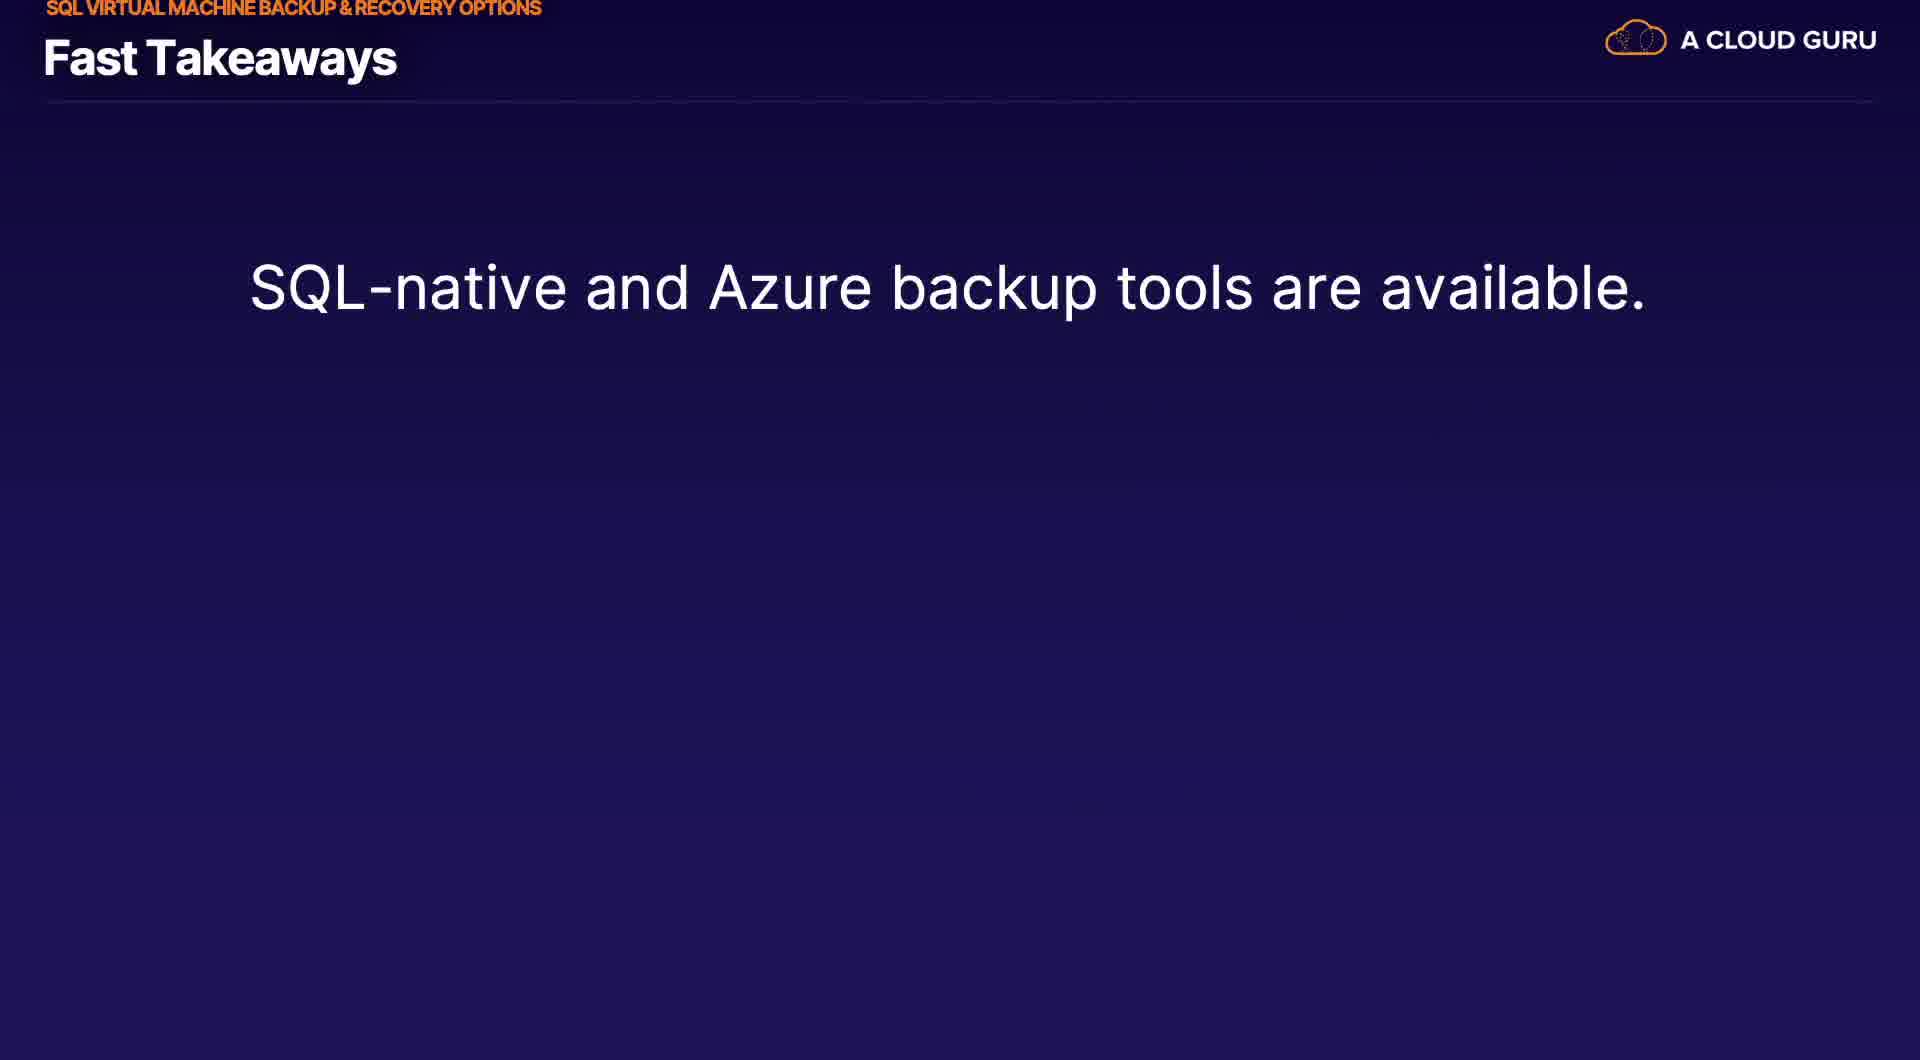 SQL VIRTUAL MACHINE BACKUP & RECOVERY OPTIONS
Fast Takeaways
A CLOUD GURU
SQL-native and Azure backup tools are available.